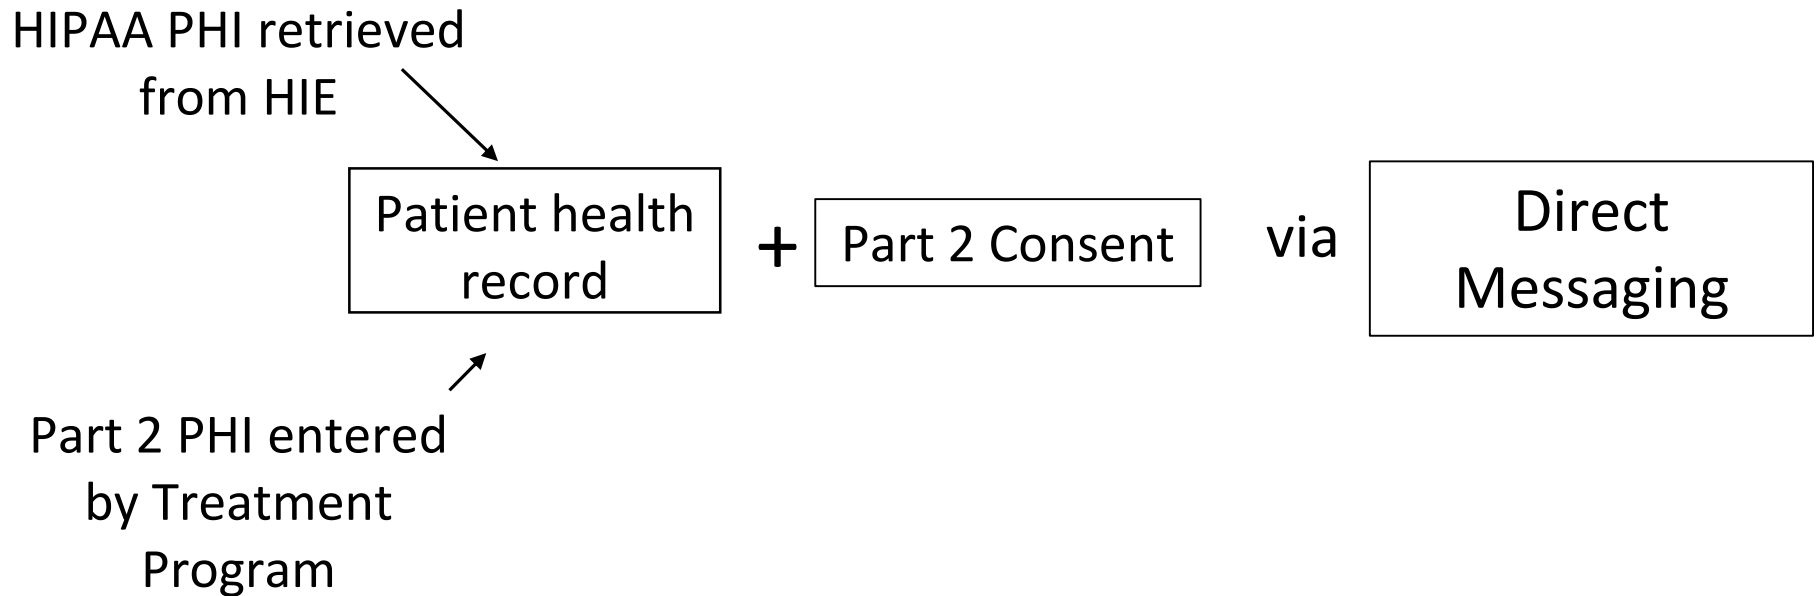 HIPAA PHI retrieved
from HIE
Patient health
record
+
Part 2 Consent
via
Direct
Messaging
Part 2 PHI entered
by Treatment
Program